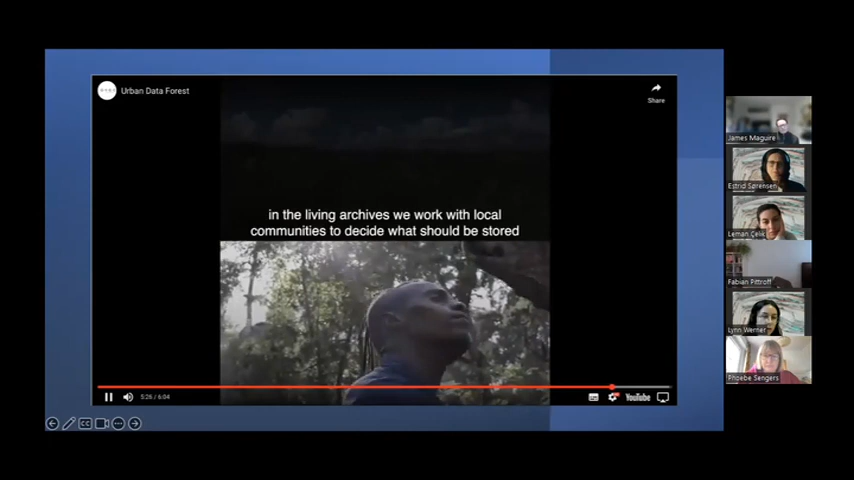 Urban Data Forest
Share
in the living archives we work with local
communities to decide what should be stored
5:26 / 6:04
YouTube
James Maguire
Estrid Sørensen
Leman Çelik
Fabian Pittroff
Lynn Werner
Phoebe Sengers